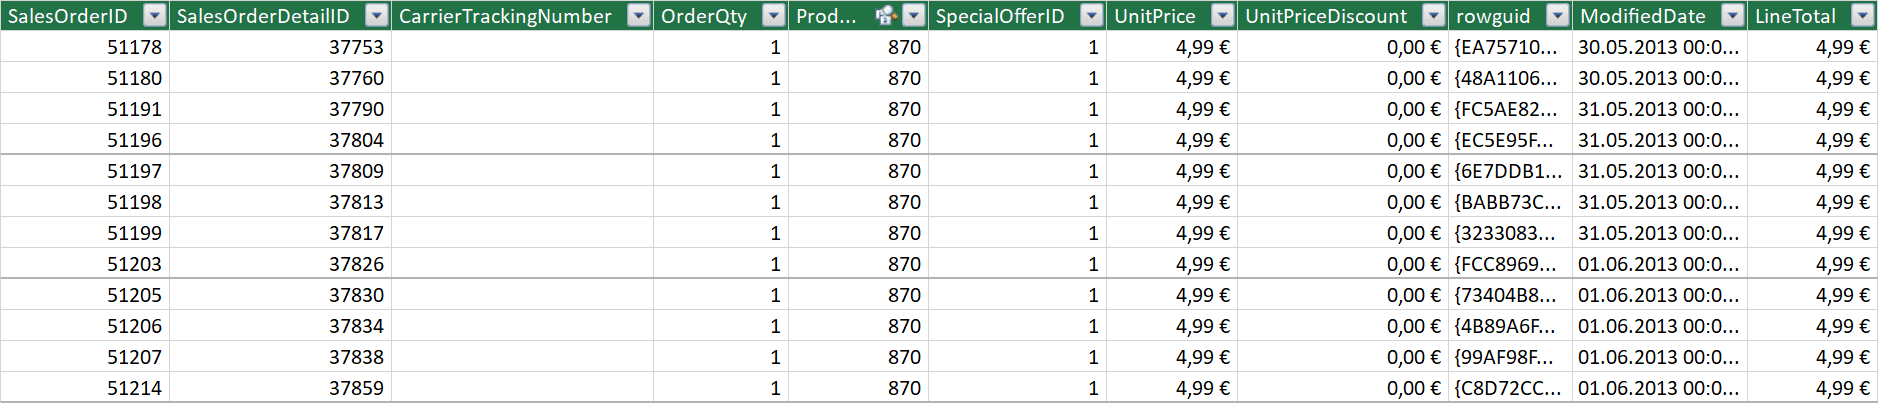 SalesOrderID SalesOrderDetailID CarrierTrackingNumber OrderQty Prod... SpecialOfferID UnitPrice UnitPriceDiscount rowguid ModifiedDate LineTotal
51178 37753 1 870 1 4,99 € 0,00 € {EA75710... 30.05.2013 00:0... 4,99 €
51180 37760 1 870 1 4,99 € 0,00 € {48A1106... 30.05.2013 00:0... 4,99 €
51191 37790 1 870 1 4,99 € 0,00 € {FC5AE82... 31.05.2013 00:0... 4,99 €
51196 37804 1 870 1 4,99 € 0,00 € {EC5E95F... 31.05.2013 00:0... 4,99 €
51197 37809 1 870 1 4,99 € 0,00 € {6E7DDB1... 31.05.2013 00:0... 4,99 €
51198 37813 1 870 1 4,99 € 0,00 € {BABB73C... 31.05.2013 00:0... 4,99 €
51199 37817 1 870 1 4,99 € 0,00 € {3233083... 31.05.2013 00:0... 4,99 €
51203 37826 1 870 1 4,99 € 0,00 € {FCC8969... 01.06.2013 00:0... 4,99 €
51205 37830 1 870 1 4,99 € 0,00 € {73404B8... 01.06.2013 00:0... 4,99 €
51206 37834 1 870 1 4,99 € 0,00 € {4B89A6F... 01.06.2013 00:0... 4,99 €
51207 37838 1 870 1 4,99 € 0,00 € {99AF98F... 01.06.2013 00:0... 4,99 €
51214 37859 1 870 1 4,99 € 0,00 € {C8D72CC... 01.06.2013 00:0... 4,99 €